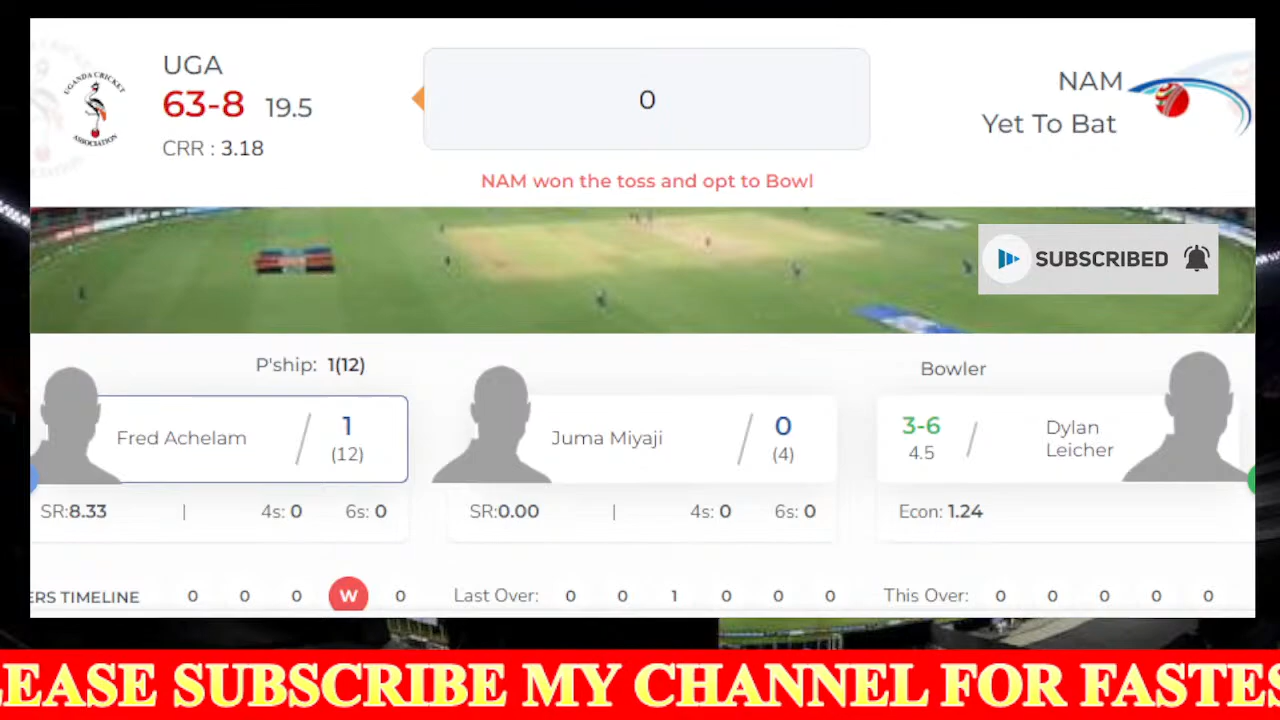 UGANDA CRICKET
ASSOCIATION
UGA
63-8 19.5
CRR : 3.18
0
NAM
Yet To Bat
NAM won the toss and opt to Bowl
SUBSCRIBED
P'ship: 1(12)
Fred Achelam
1
(12)
SR:8.33 | 4s: 0 6s: 0
Juma Miyaji
0
(4)
SR:0.00 | 4s: 0 6s: 0
Bowler
3-6
4.5
Dylan
Leicher
Econ: 1.24
ERS TIMELINE 0 0 0 W 0 Last Over: 0 0 1 0 0 0 This Over: 0 0 0 0 0
LEASE SUBSCRIBE MY CHANNEL FOR FASTES